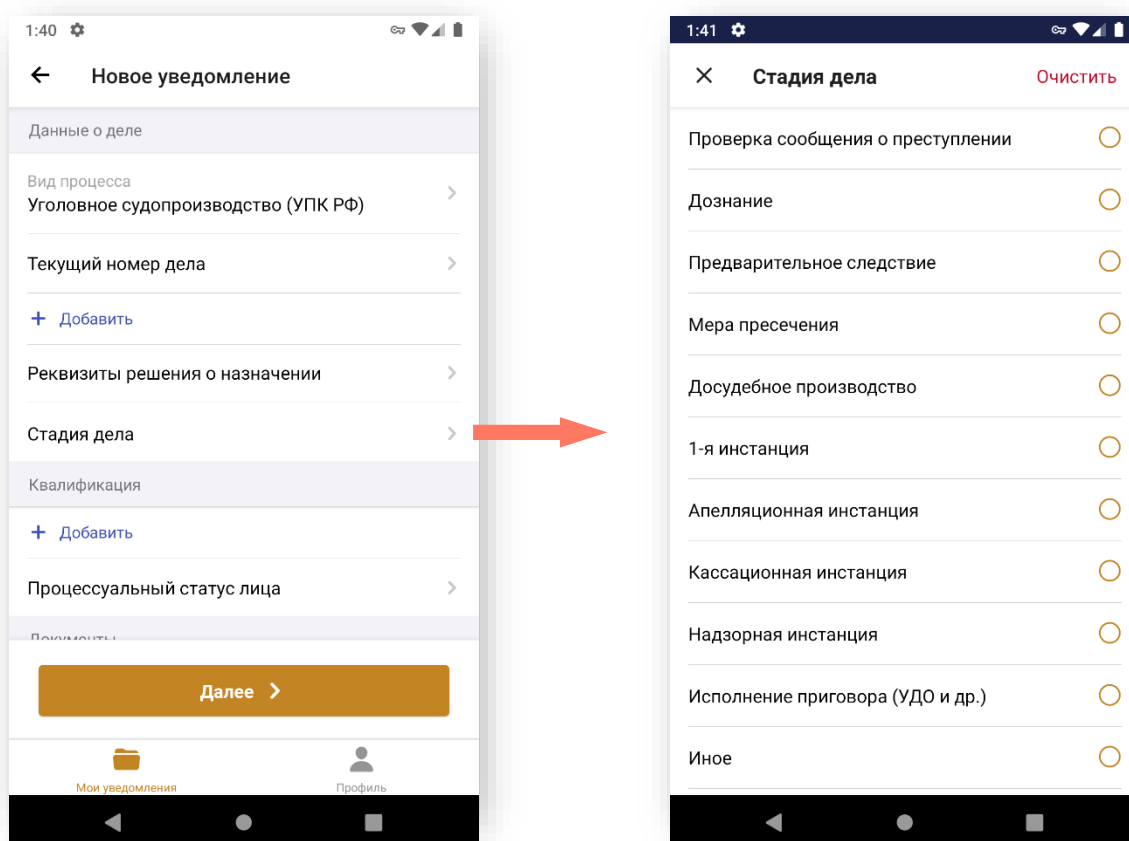 1:40
Новое уведомление
Данные о деле
Вид процесса
Уголовное судопроизводство (УПК РФ)
Текущий номер дела
+ Добавить
Реквизиты решения о назначении
Стадия дела
Квалификация
+ Добавить
Процессуальный статус лица
Документы
Далее
Мои уведомления
Профиль
1:41
Стадия дела
Очистить
Проверка сообщения о преступлении
Дознание
Предварительное следствие
Мера пресечения
Досудебное производство
1-я инстанция
Апелляционная инстанция
Кассационная инстанция
Надзорная инстанция
Исполнение приговора (УДО и др.)
Иное